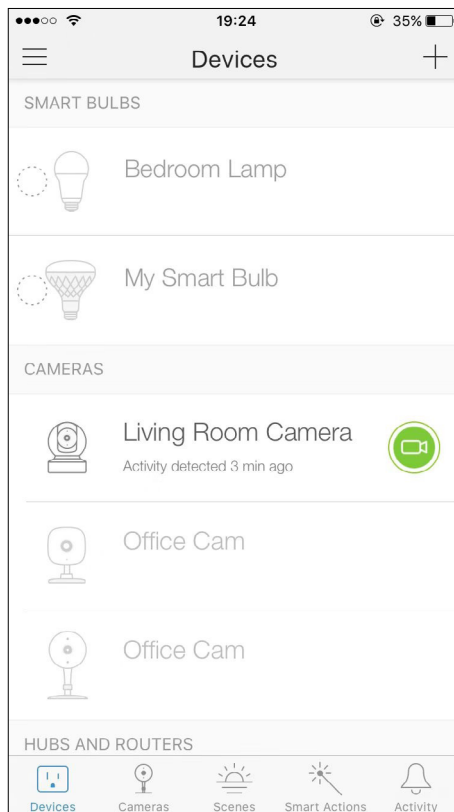 19:24
35%
Devices
SMART BULBS
Bedroom Lamp
My Smart Bulb
CAMERAS
Living Room Camera
Activity detected 3 min ago
Office Cam
Office Cam
HUBS AND ROUTERS
Devices Cameras Scenes Smart Actions Activity